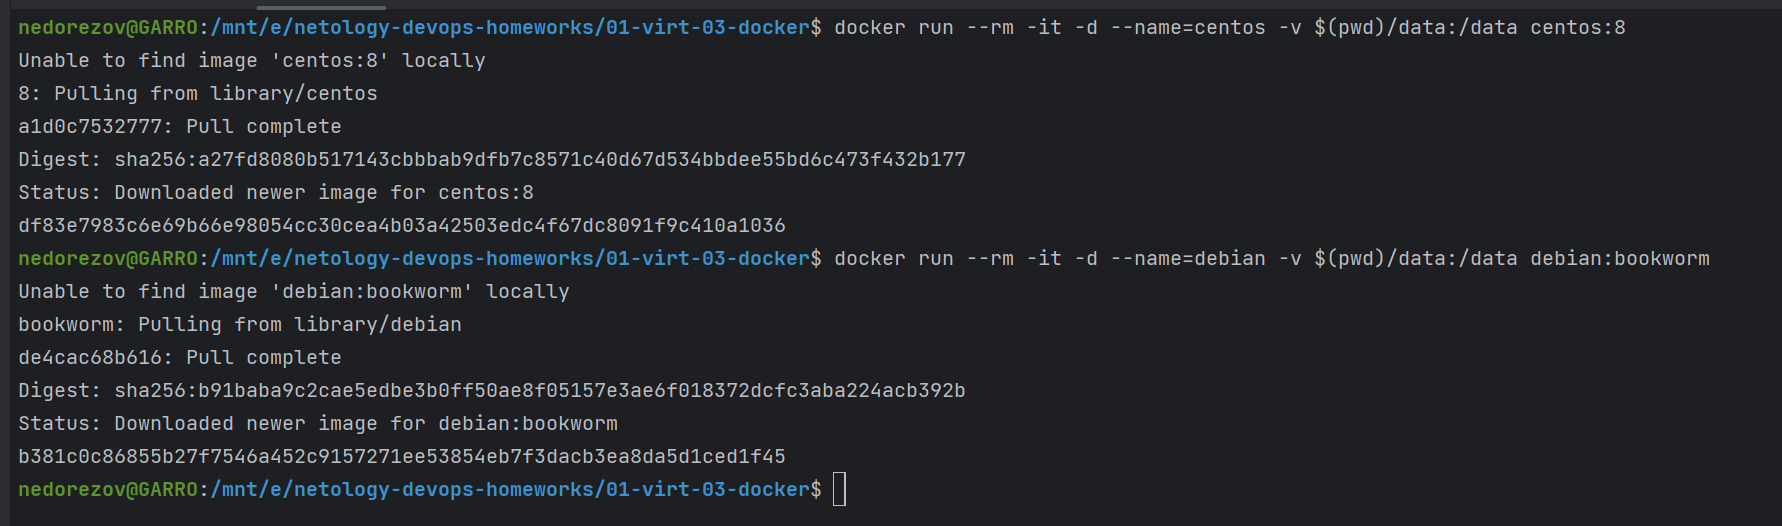 nedorezov@GARRO:/mnt/e/netology-devops-homeworks/01-virt-03-docker$ docker run --rm -it -d --name=centos -v $(pwd)/data:/data centos:8
Unable to find image 'centos:8' locally
8: Pulling from library/centos
a1d0c7532777: Pull complete
Digest: sha256:a27fd8080b517143cbbbab9dfb7c8571c40d67d534bbdee55bd6c473f432b177
Status: Downloaded newer image for centos:8
df83e7983c6e69b66e98054cc30cea4b03a42503edc4f67dc8091f9c410a1036
nedorezov@GARRO:/mnt/e/netology-devops-homeworks/01-virt-03-docker$ docker run --rm -it -d --name=debian -v $(pwd)/data:/data debian:bookworm
Unable to find image 'debian:bookworm' locally
bookworm: Pulling from library/debian
de4cac68b616: Pull complete
Digest: sha256:b91baba9c2cae5edbe3b0ff50ae8f05157e3ae6f018372dcfc3aba224acb392b
Status: Downloaded newer image for debian:bookworm
b381c0c86855b27f7546a452c9157271ee53854eb7f3dacb3ea8da5d1ced1f45
nedorezov@GARRO:/mnt/e/netology-devops-homeworks/01-virt-03-docker$